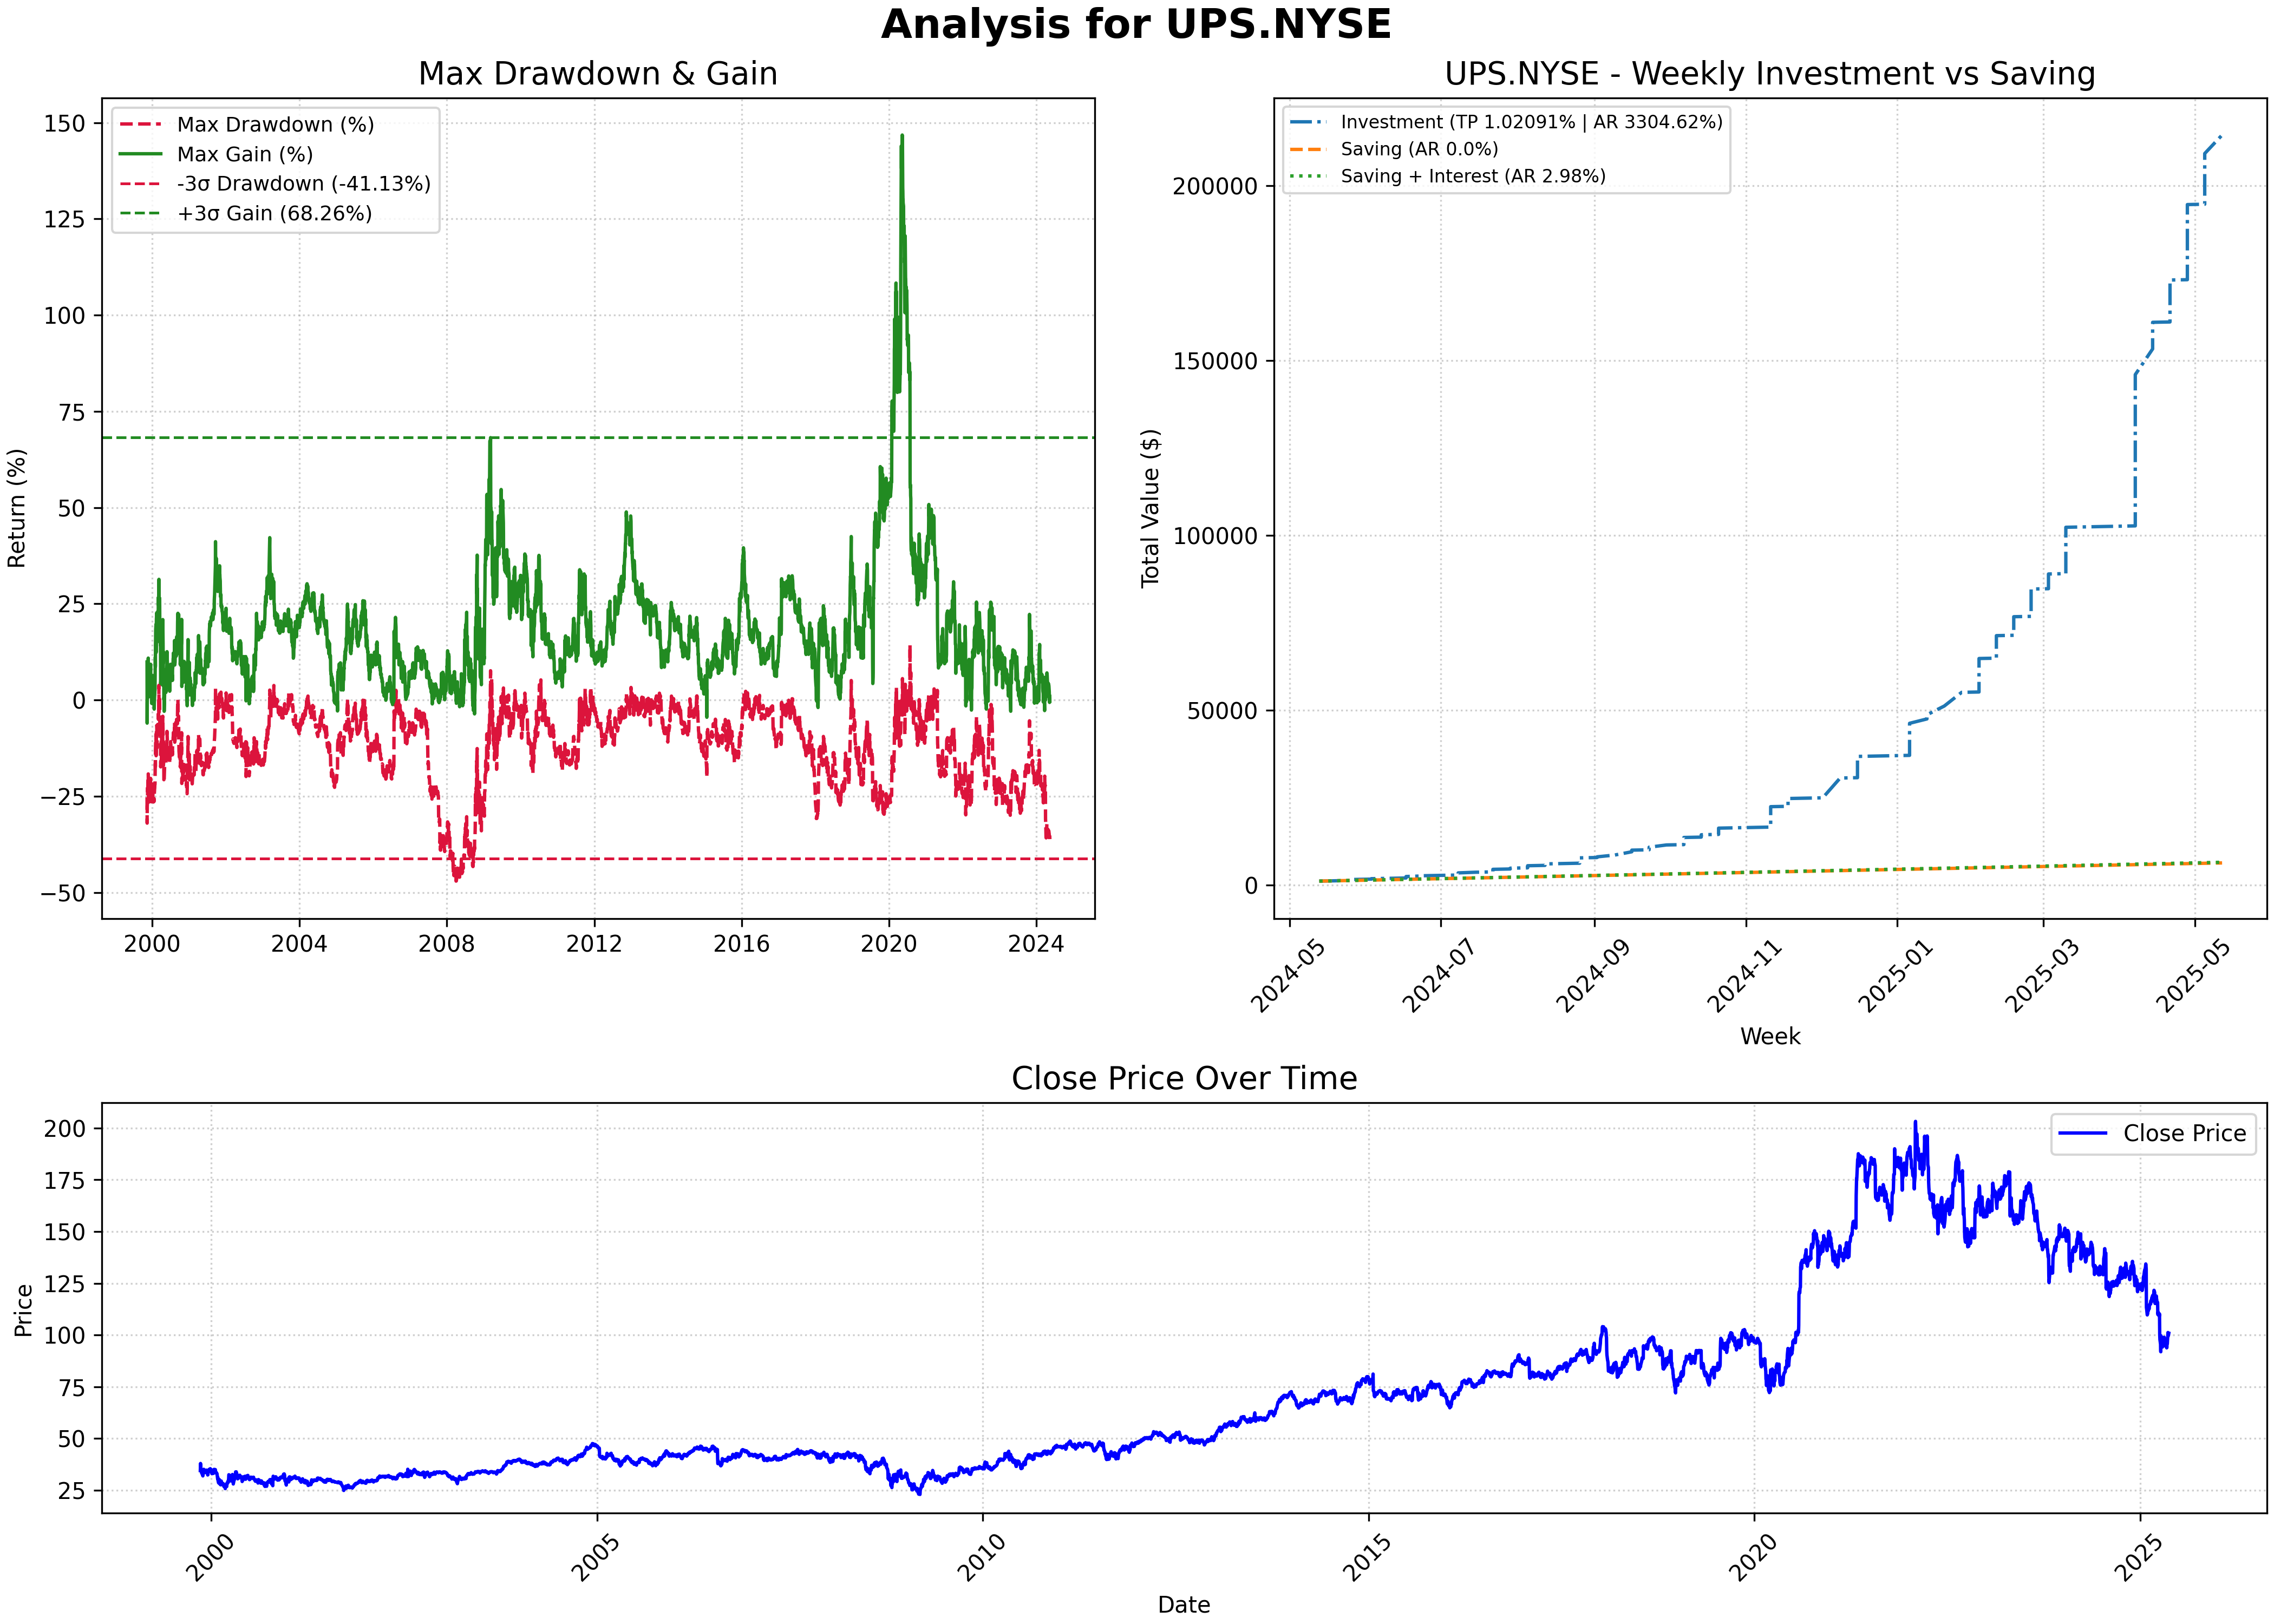 Analysis for UPS.NYSE
Max Drawdown & Gain
Return (%)
150
125
100
75
50
25
0
−25
−50
Max Drawdown (%)
Max Gain (%)
-3σ Drawdown (-41.13%)
+3σ Gain (68.26%)
2000
2004
2008
2012
2016
2020
2024
UPS.NYSE - Weekly Investment vs Saving
Total Value ($)
200000
150000
100000
50000
0
Investment (TP 1.02091% | AR 3304.62%)
Saving (AR 0.0%)
Saving + Interest (AR 2.98%)
2024-05
2024-07
2024-09
2024-11
2025-01
2025-03
2025-05
Week
Close Price Over Time
Price
200
175
150
125
100
75
50
25
Close Price
2000
2005
2010
2015
2020
2025
Date